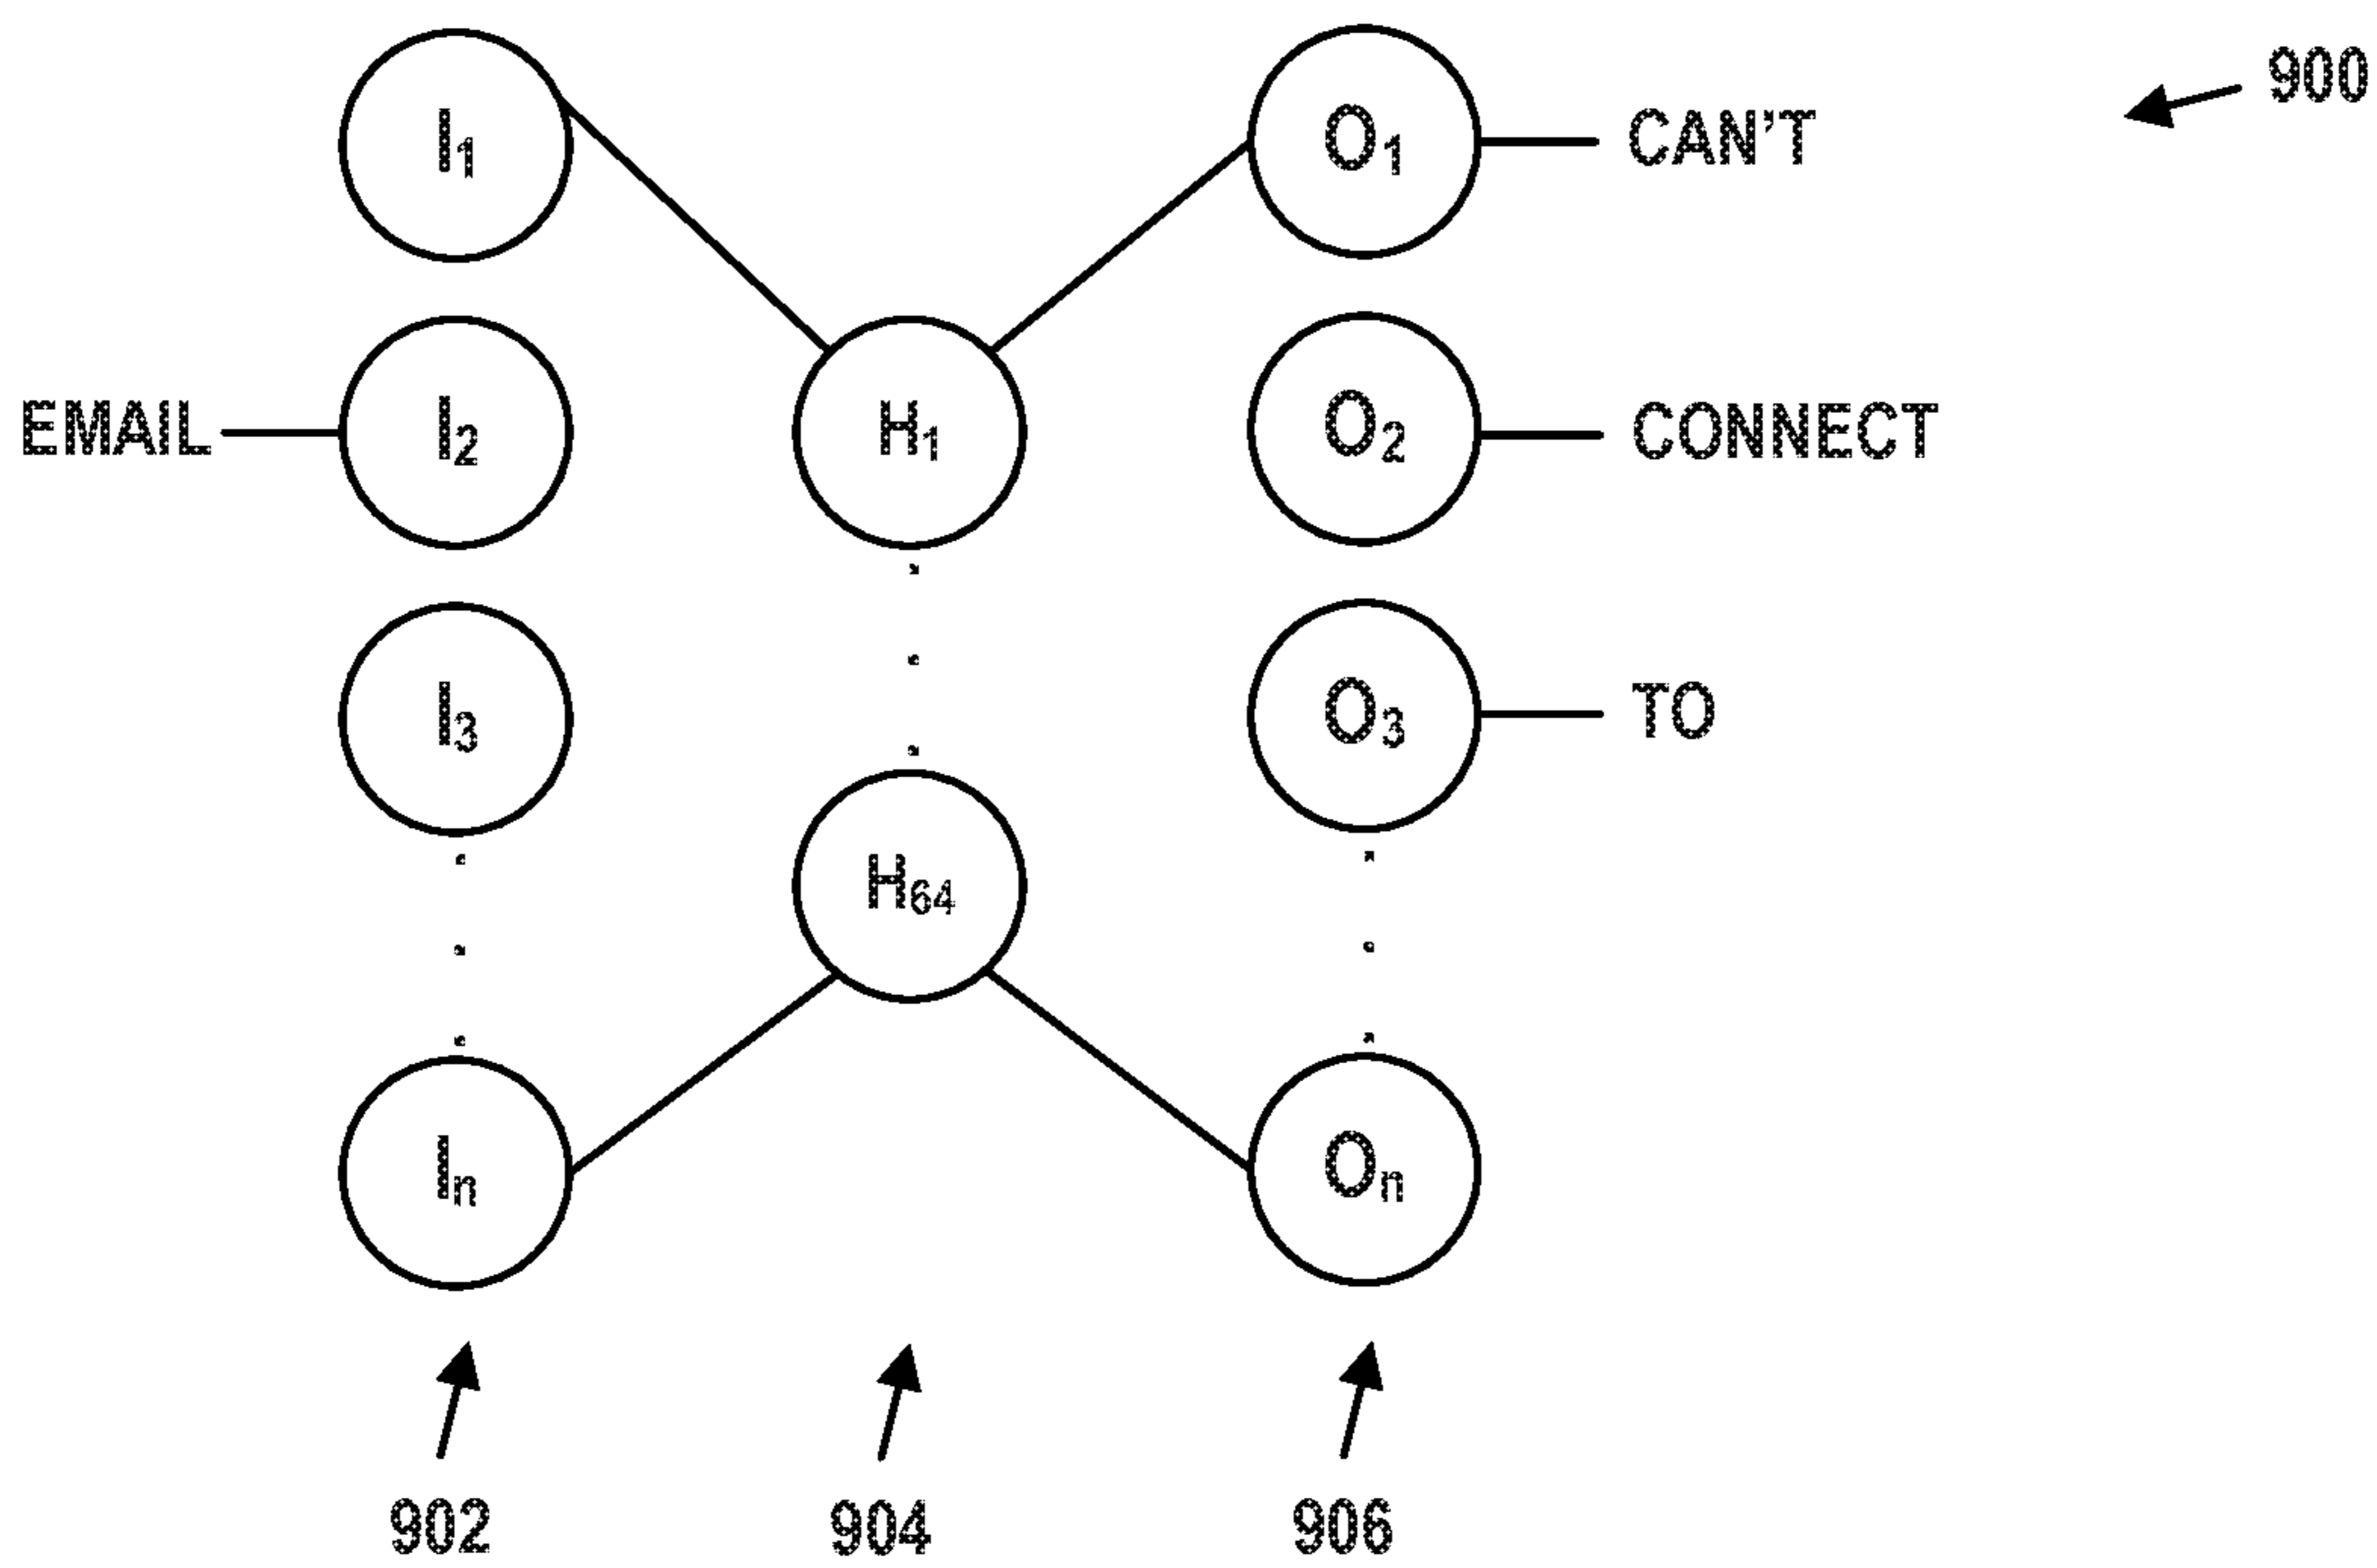 900
I1 O1 CAN'T
EMAIL I2 H1 O2 CONNECT
I3 O3 TO
H64
In On
902 904 906